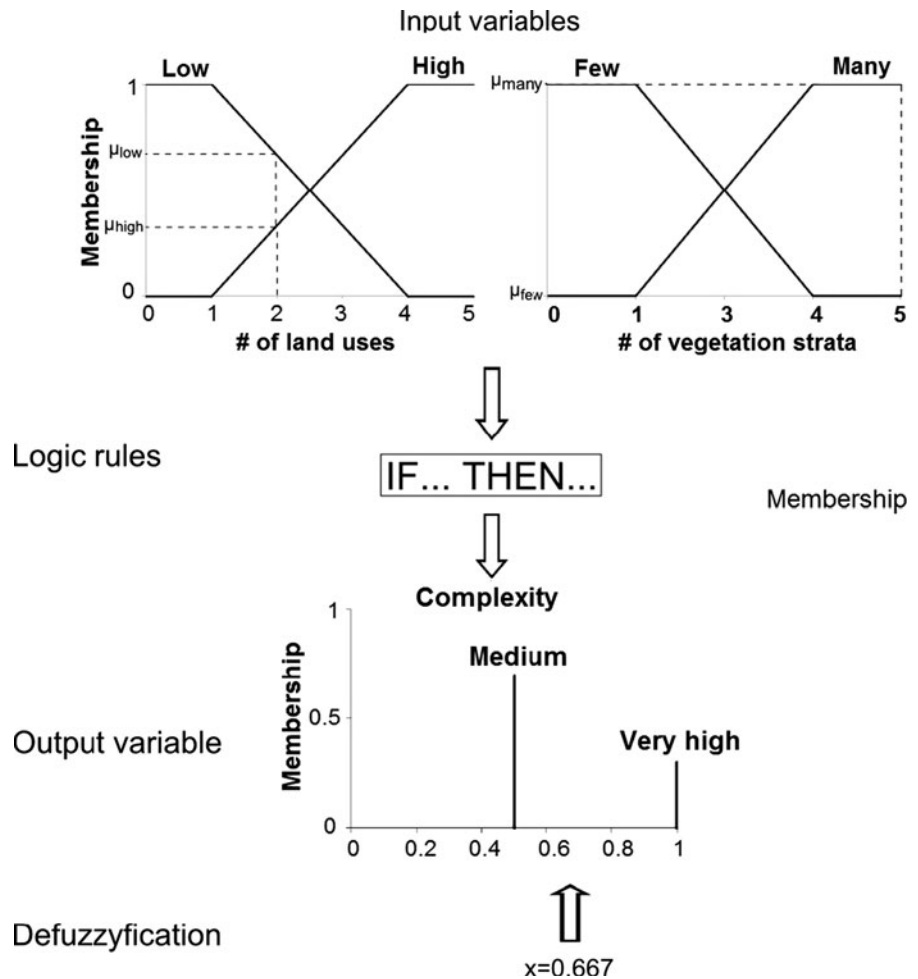 Input variables
Low High
1
μlow
μhigh
0
Membership
0 1 2 3 4 5
# of land uses
Few Many
μmany
μfew
0 1 3 4 5
# of vegetation strata
Logic rules
IF... THEN...
Membership
Complexity
1
Medium
0.5
Very high
0
Membership
0 0.2 0.4 0.6 0.8 1
Output variable
Defuzzyfication
x=0.667